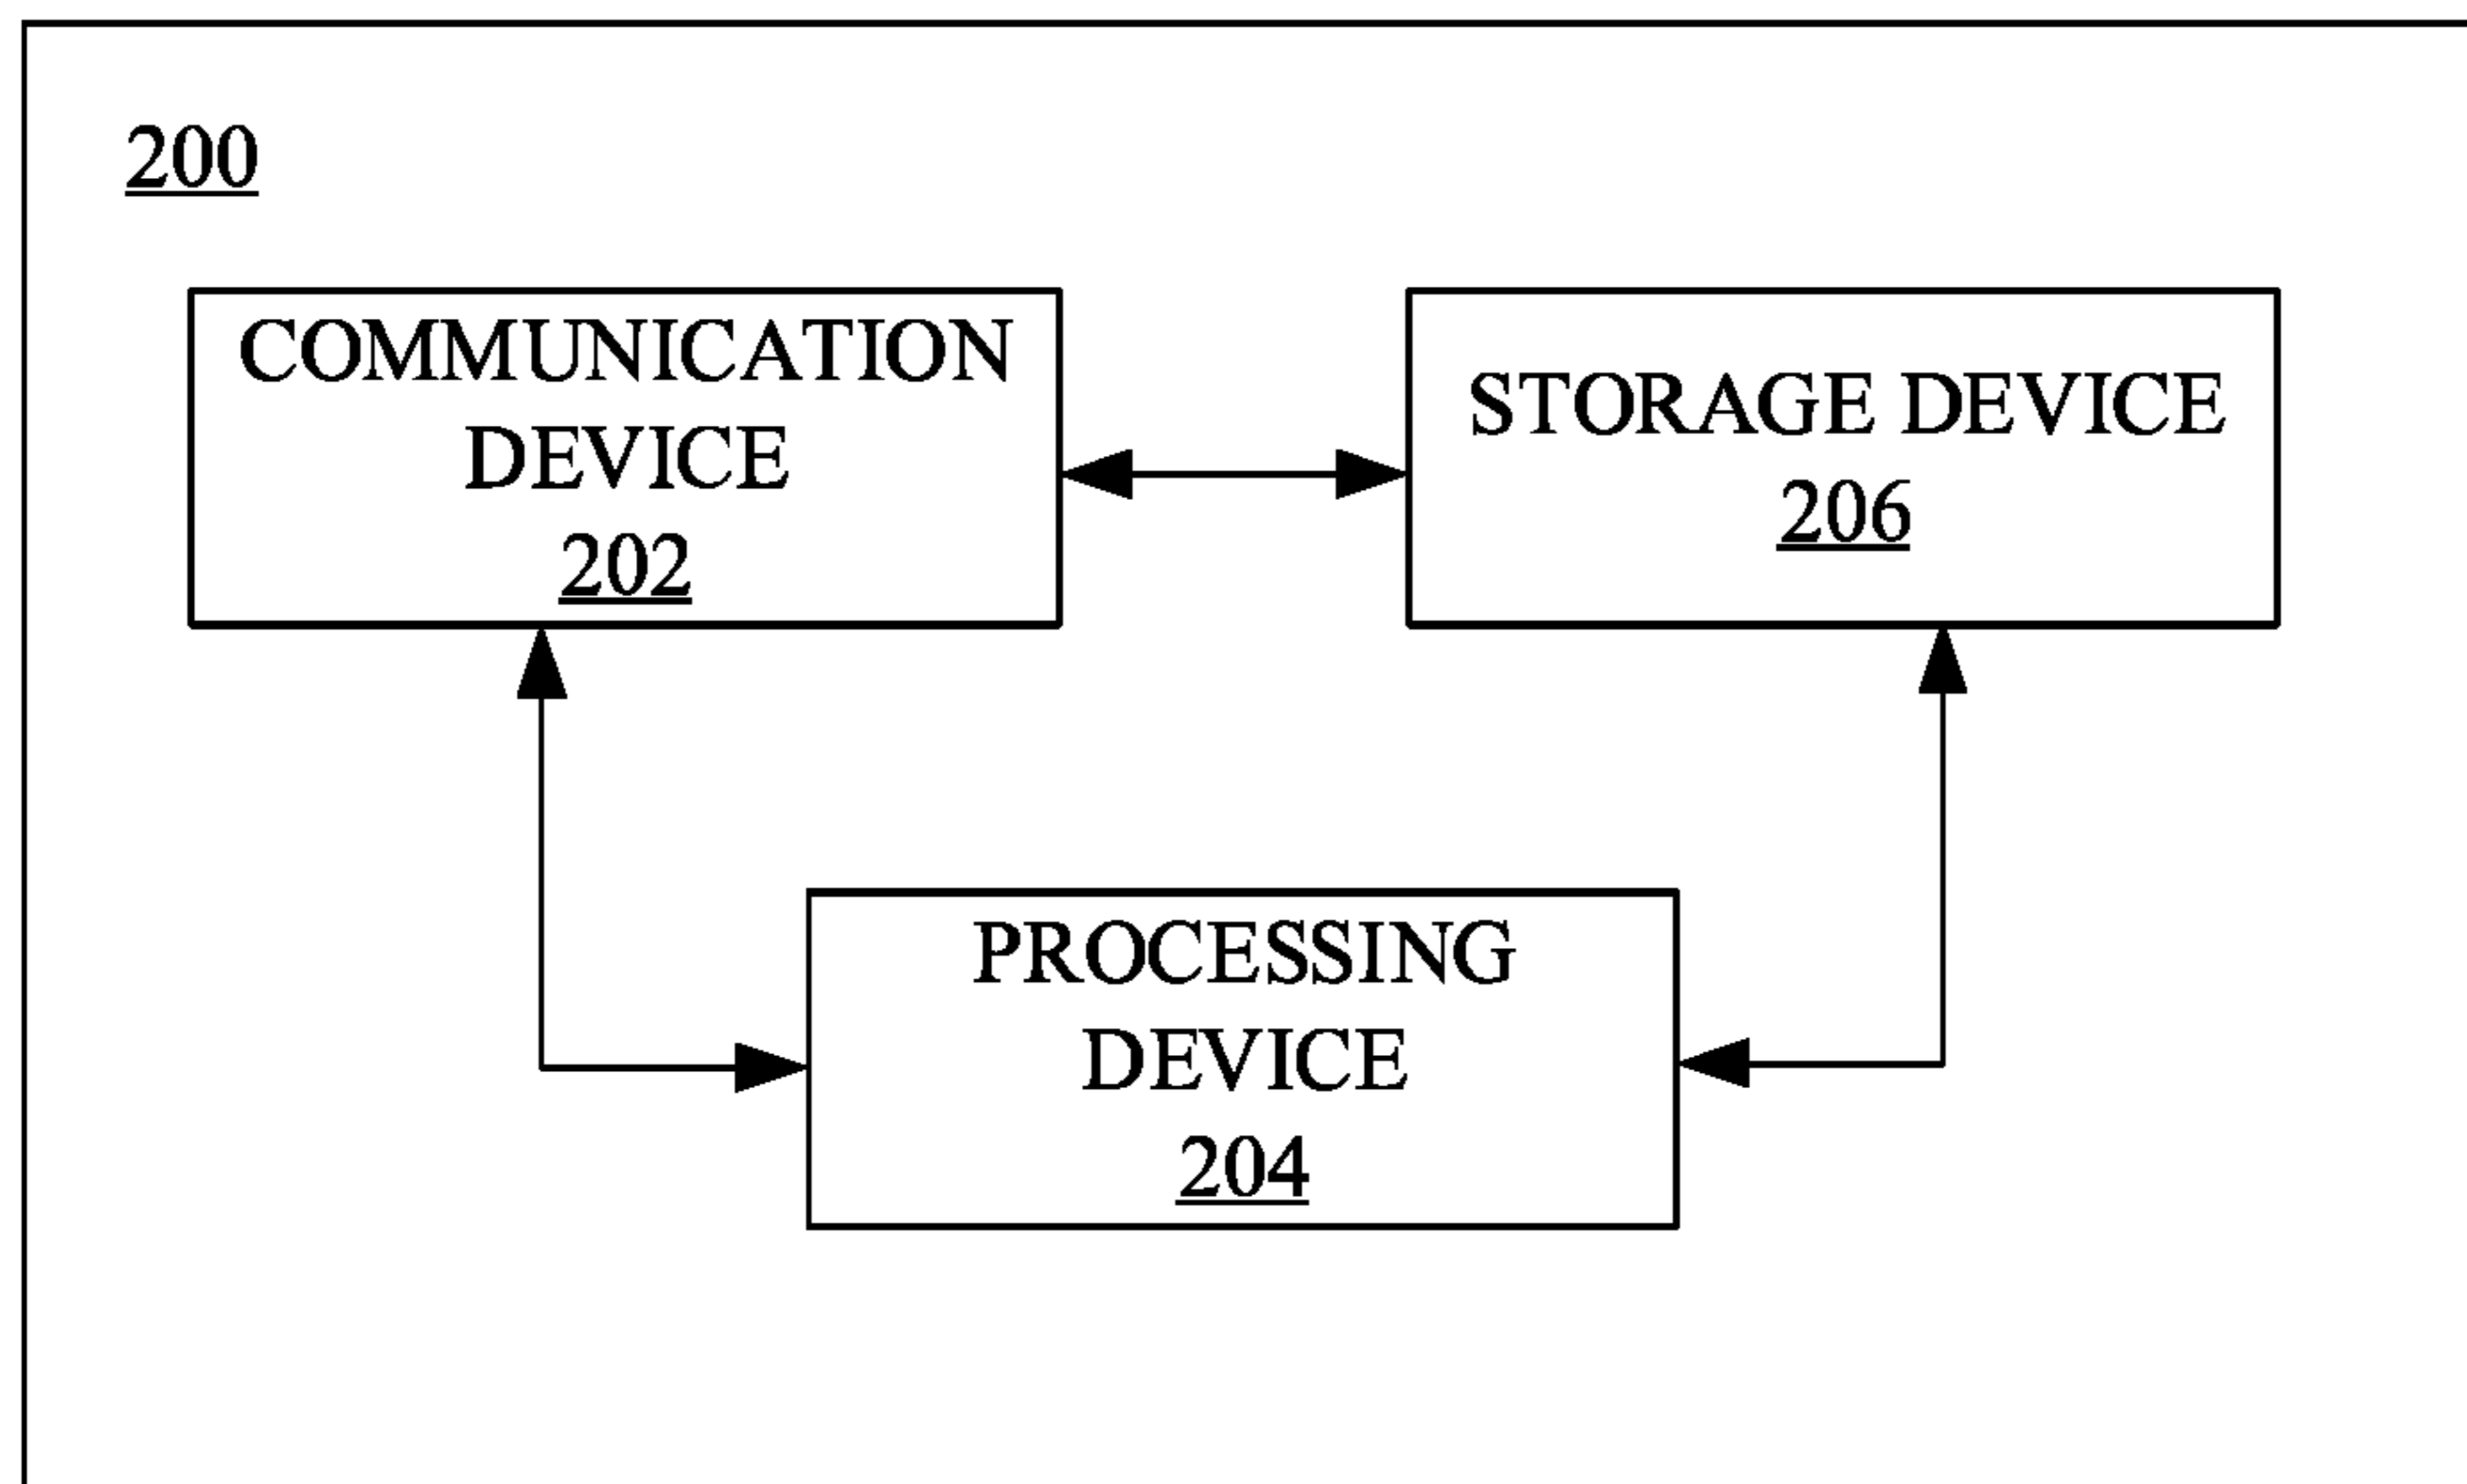 200
COMMUNICATION
DEVICE
202
STORAGE DEVICE
206
PROCESSING
DEVICE
204